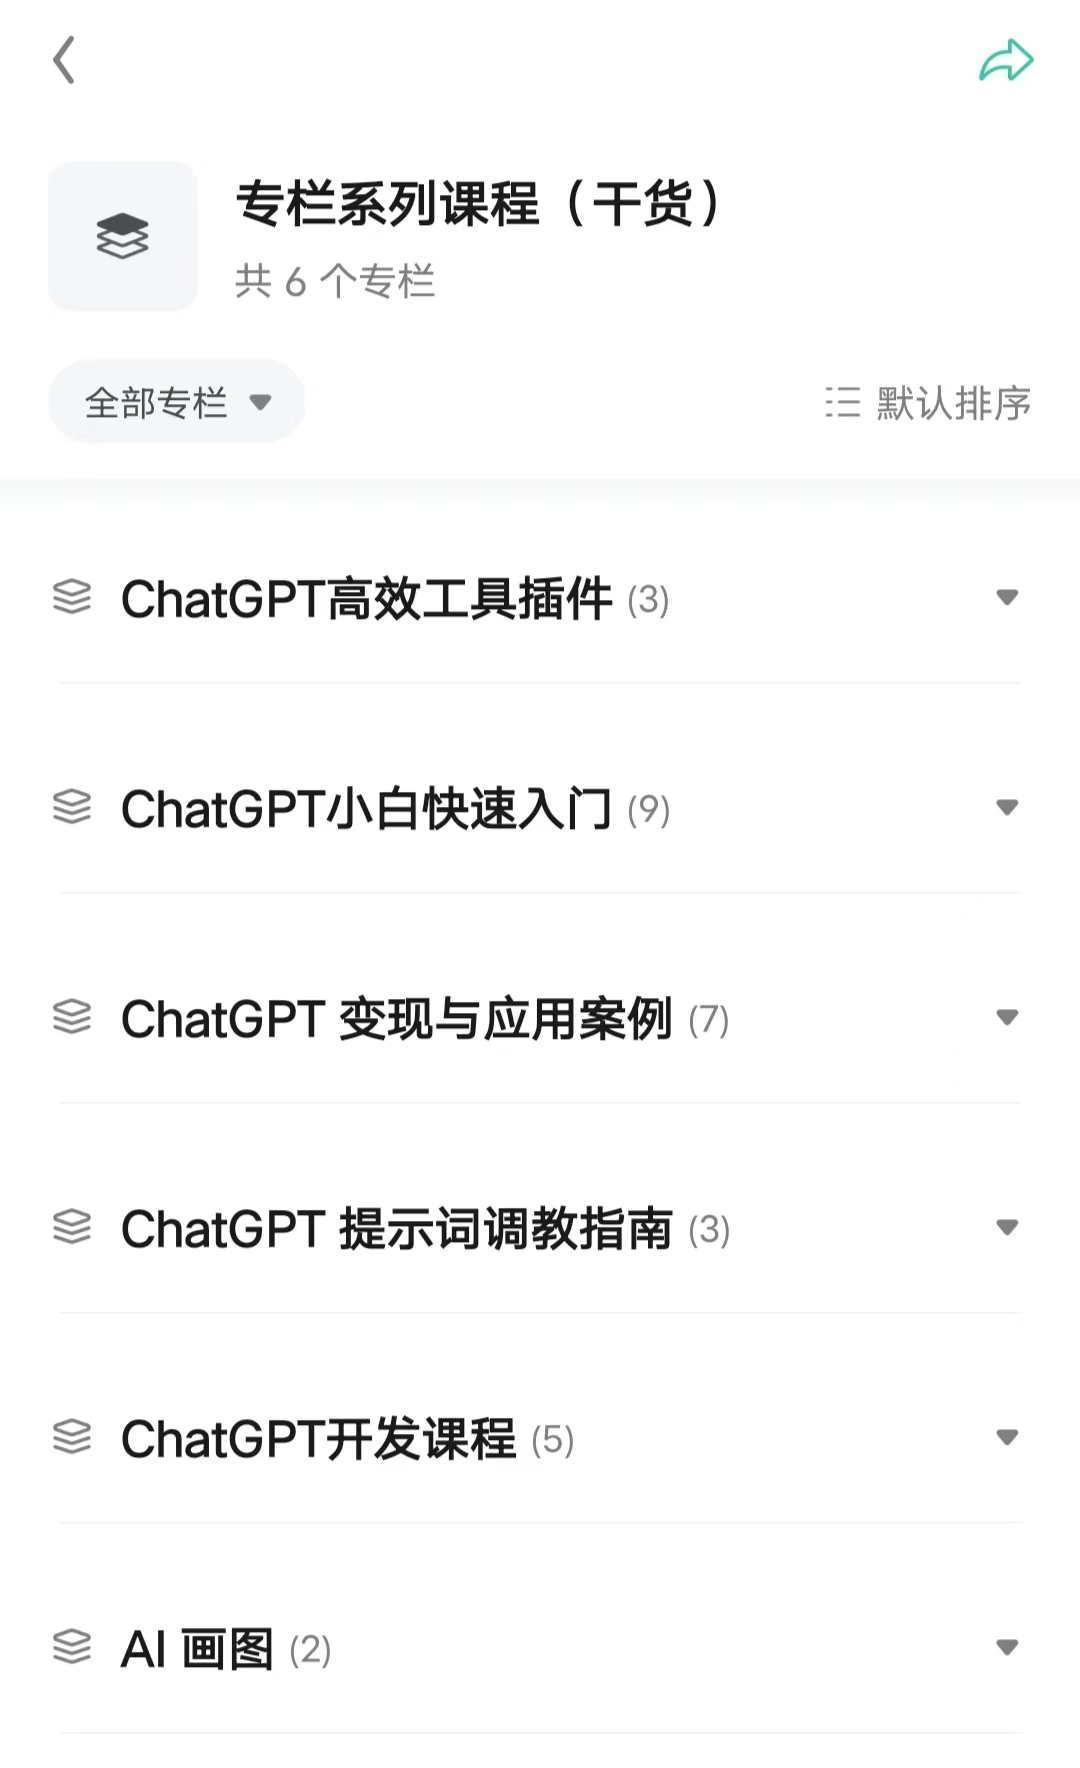 专栏系列课程（干货）
共 6 个专栏
全部专栏
默认排序
ChatGPT高效工具插件 (3)
ChatGPT小白快速入门 (9)
ChatGPT 变现与应用案例 (7)
ChatGPT 提示词调教指南 (3)
ChatGPT开发课程 (5)
AI 画图 (2)